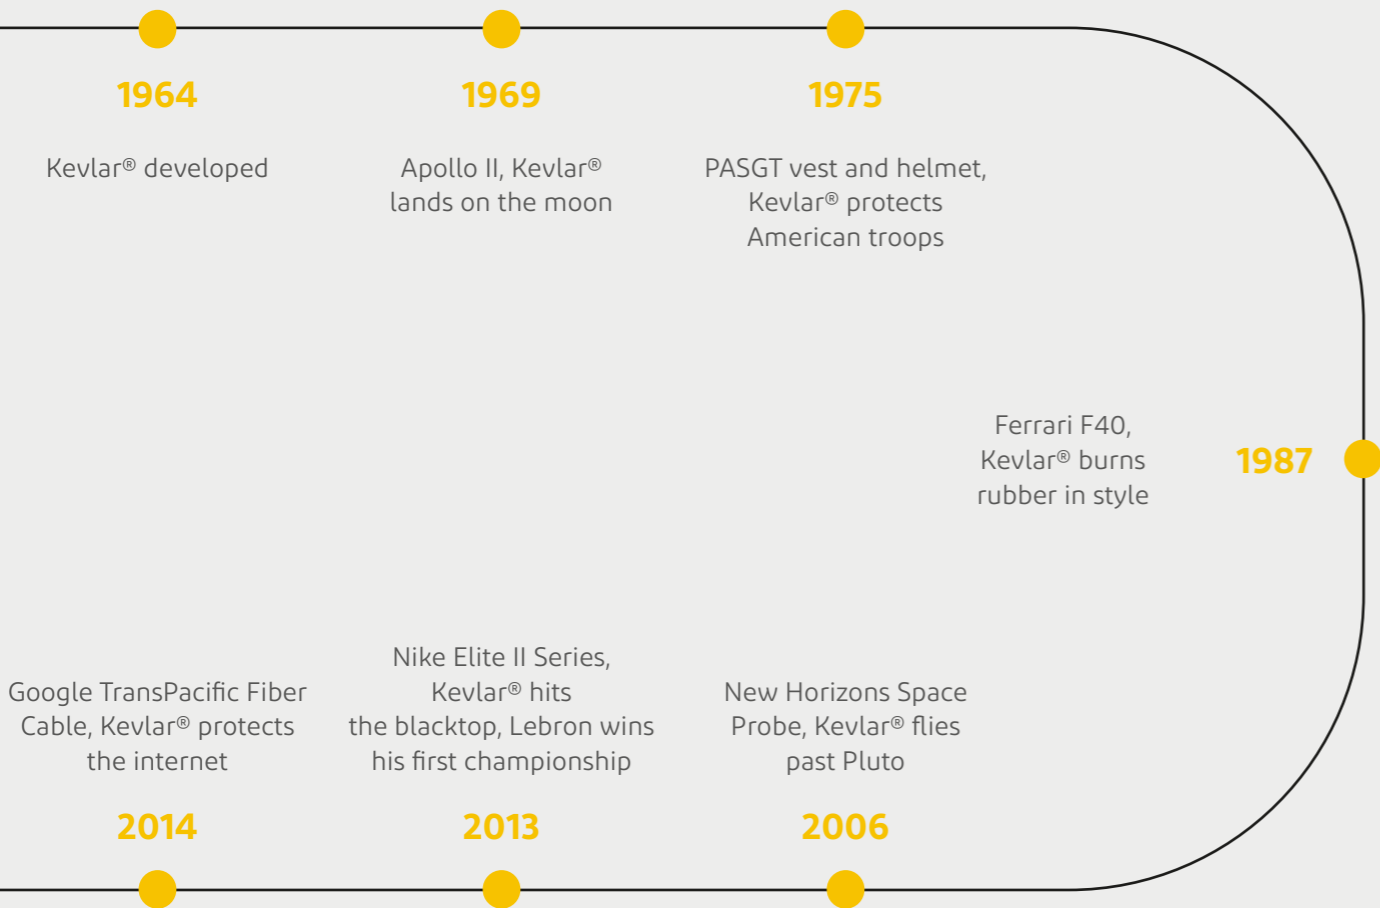 1964
Kevlar® developed
1969
Apollo II, Kevlar®
lands on the moon
1975
PASGT vest and helmet,
Kevlar® protects
American troops
Ferrari F40,
Kevlar® burns
rubber in style
1987
New Horizons Space
Probe, Kevlar® flies
past Pluto
2006
Nike Elite II Series,
Kevlar® hits
the blacktop, Lebron wins
his first championship
2013
Google TransPacific Fiber
Cable, Kevlar® protects
the internet
2014